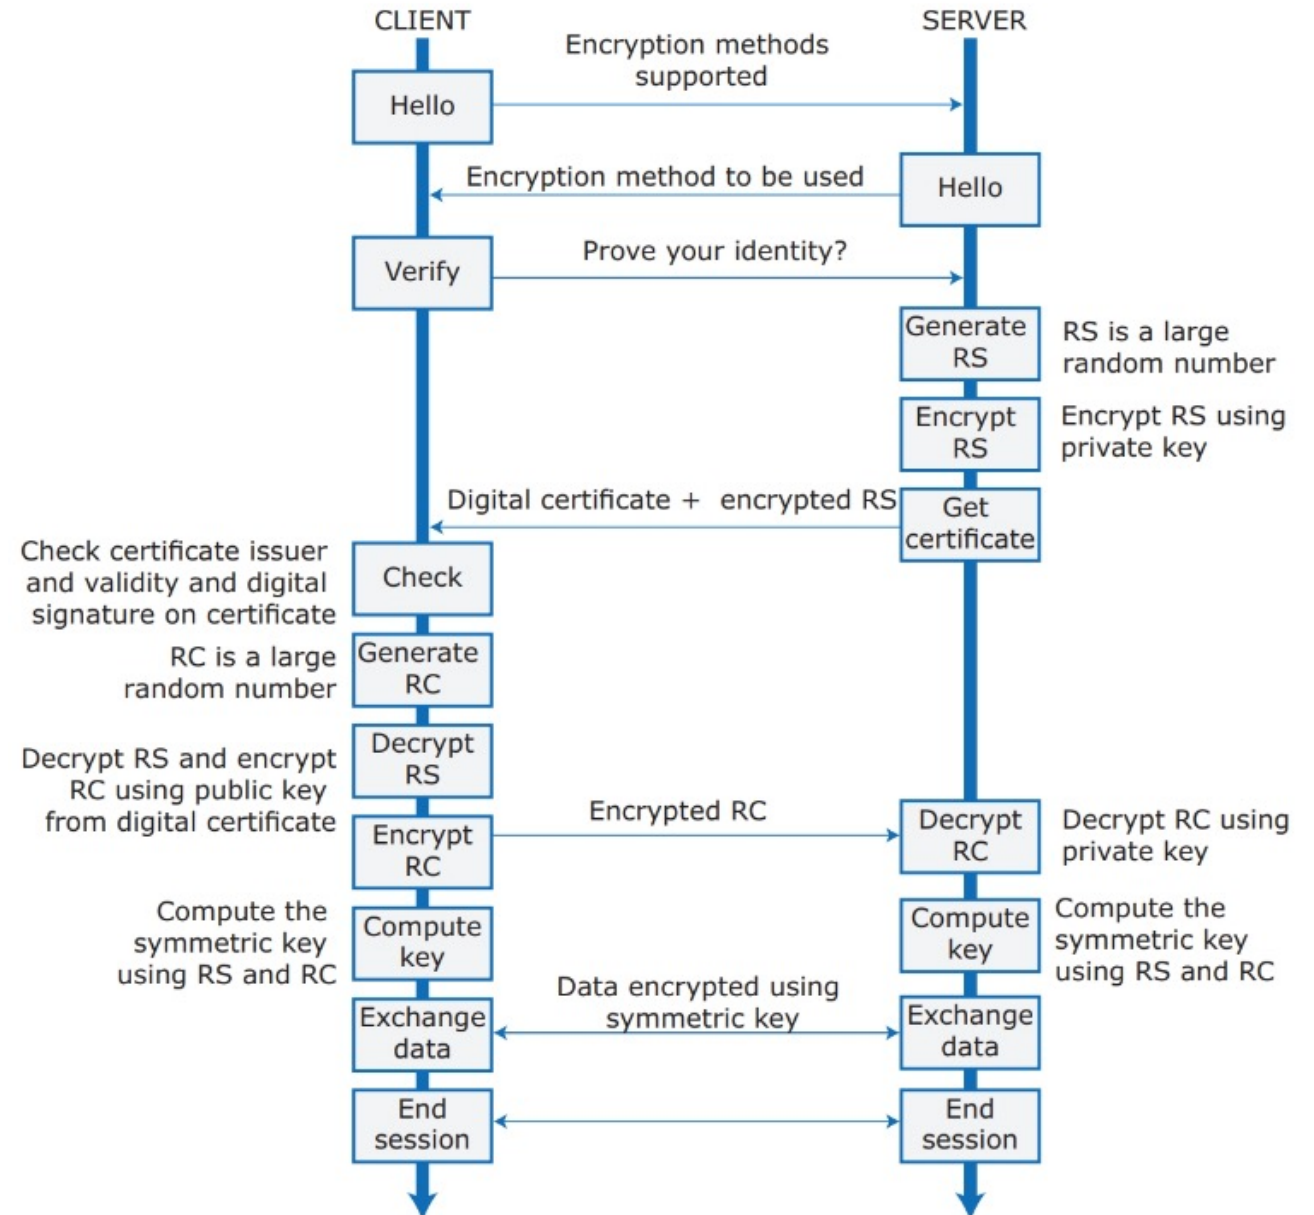 CLIENT
SERVER
Encryption methods
supported
Hello
Encryption method to be used
Hello
Verify
Prove your identity?
Generate
RS
RS is a large
random number
Encrypt
RS
Encrypt RS using
private key
Digital certificate + encrypted RS
Get
certificate
Check certificate issuer
and validity and digital
signature on certificate
Check
RC is a large
random number
Generate
RC
Decrypt RS and encrypt
RC using public key
from digital certificate
Decrypt
RS
Encrypt
RC
Encrypted RC
Decrypt
RC
Decrypt RC using
private key
Compute the
symmetric key
using RS and RC
Compute
key
Compute
key
Compute the
symmetric key
using RS and RC
Data encrypted using
symmetric key
Exchange
data
Exchange
data
End
session
End
session